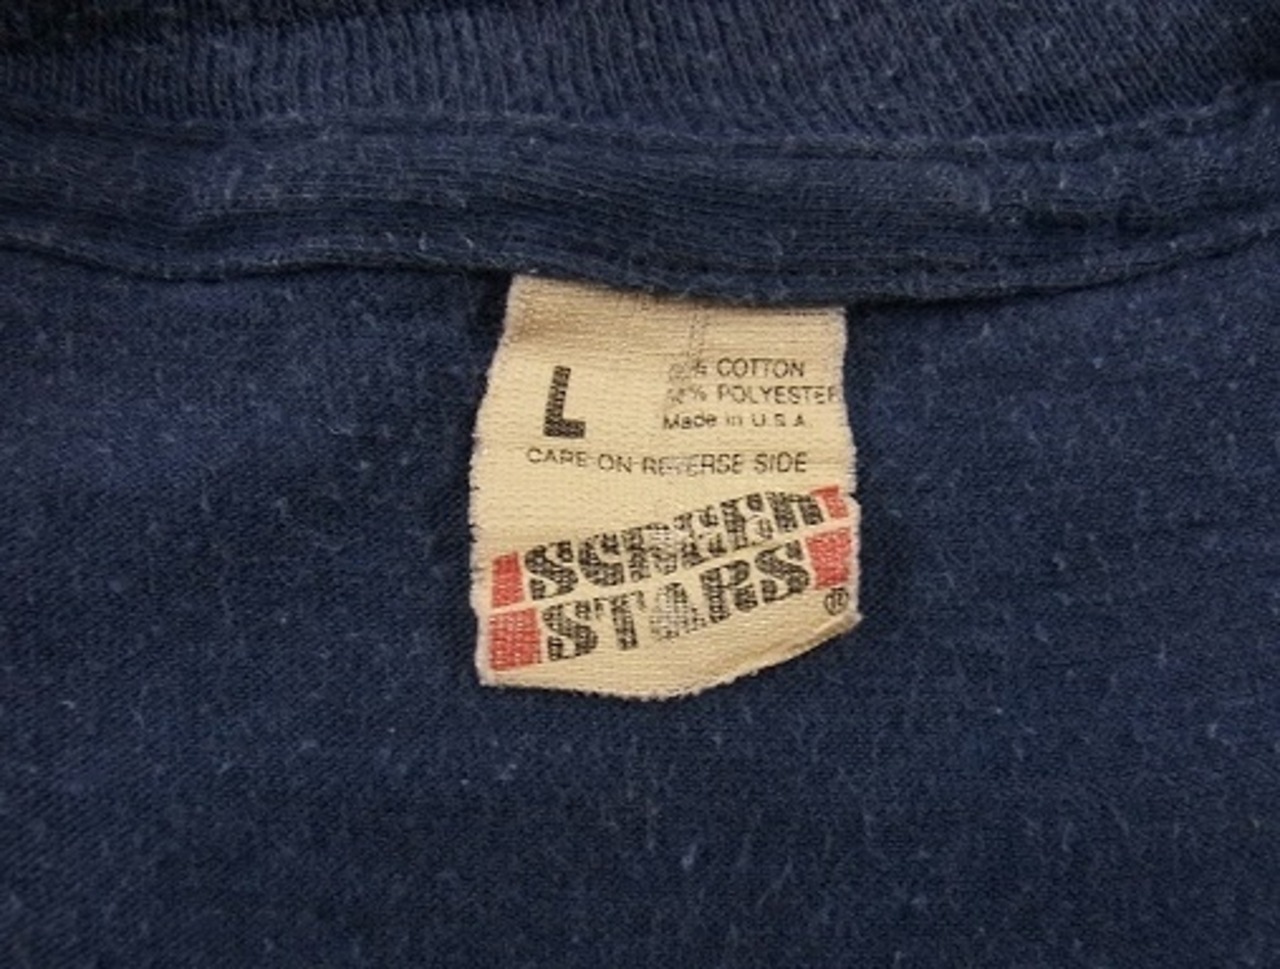 L
% COTTON
% POLYESTER
Made in U.S.A.
CARE ON REVERSE SIDE
SCREEN
STARS
®